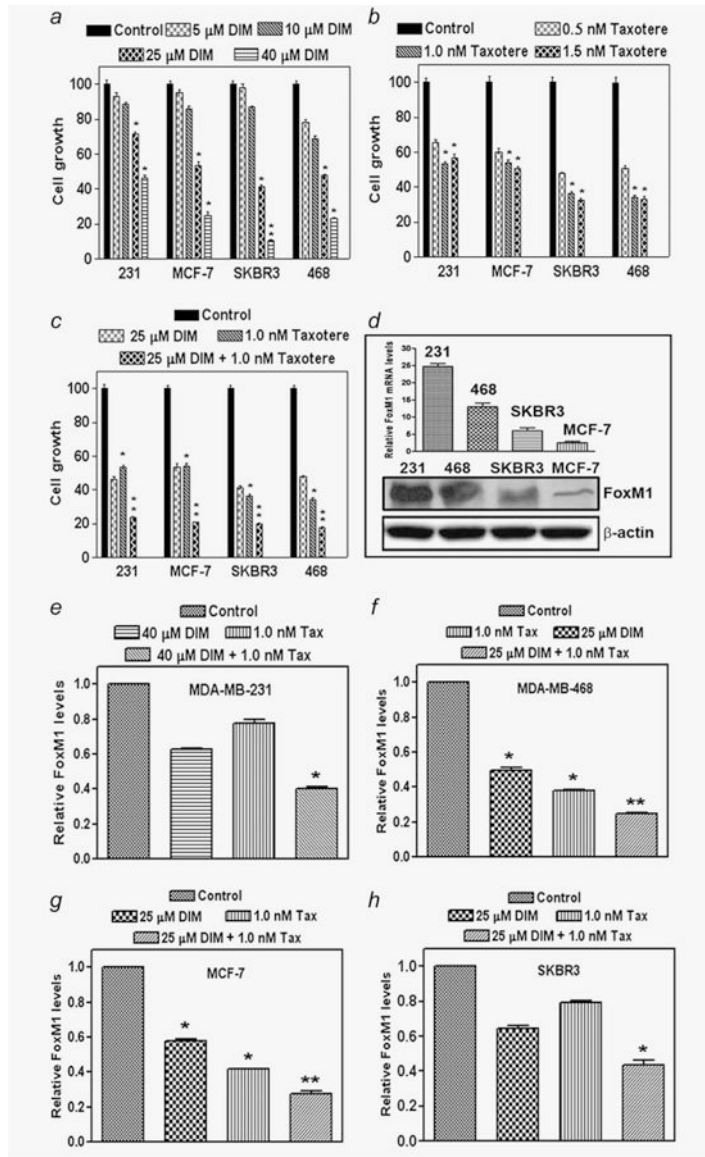 a
Control 5 μM DIM 10 μM DIM
25 μM DIM 40 μM DIM
Cell growth
100
80
60
40
20
0
231 MCF-7 SKBR3 468
* * * * * ** * *
b
Control 0.5 nM Taxotere
1.0 nM Taxotere 1.5 nM Taxotere
Cell growth
100
80
60
40
20
0
231 MCF-7 SKBR3 468
* * * * * * * *
c
Control
25 μM DIM 1.0 nM Taxotere
25 μM DIM + 1.0 nM Taxotere
Cell growth
100
80
60
40
20
0
231 MCF-7 SKBR3 468
* ** * ** * ** * **
d
Relative FoxM1 mRNA levels
231
468
SKBR3
MCF-7
231 468 SKBR3 MCF-7
FoxM1
β-actin
e
Control
40 μM DIM 1.0 nM Tax
40 μM DIM + 1.0 nM Tax
MDA-MB-231
Relative FoxM1 levels
1.0
0.8
0.6
0.4
0.2
0.0
*
f
Control
1.0 nM Tax 25 μM DIM
25 μM DIM + 1.0 nM Tax
MDA-MB-468
Relative FoxM1 levels
1.0
0.8
0.6
0.4
0.2
0.0
* * **
g
Control
25 μM DIM 1.0 nM Tax
25 μM DIM + 1.0 nM Tax
MCF-7
Relative FoxM1 levels
1.0
0.8
0.6
0.4
0.2
0.0
* * **
h
Control
25 μM DIM 1.0 nM Tax
25 μM DIM + 1.0 nM Tax
SKBR3
Relative FoxM1 levels
1.0
0.8
0.6
0.4
0.2
0.0
*